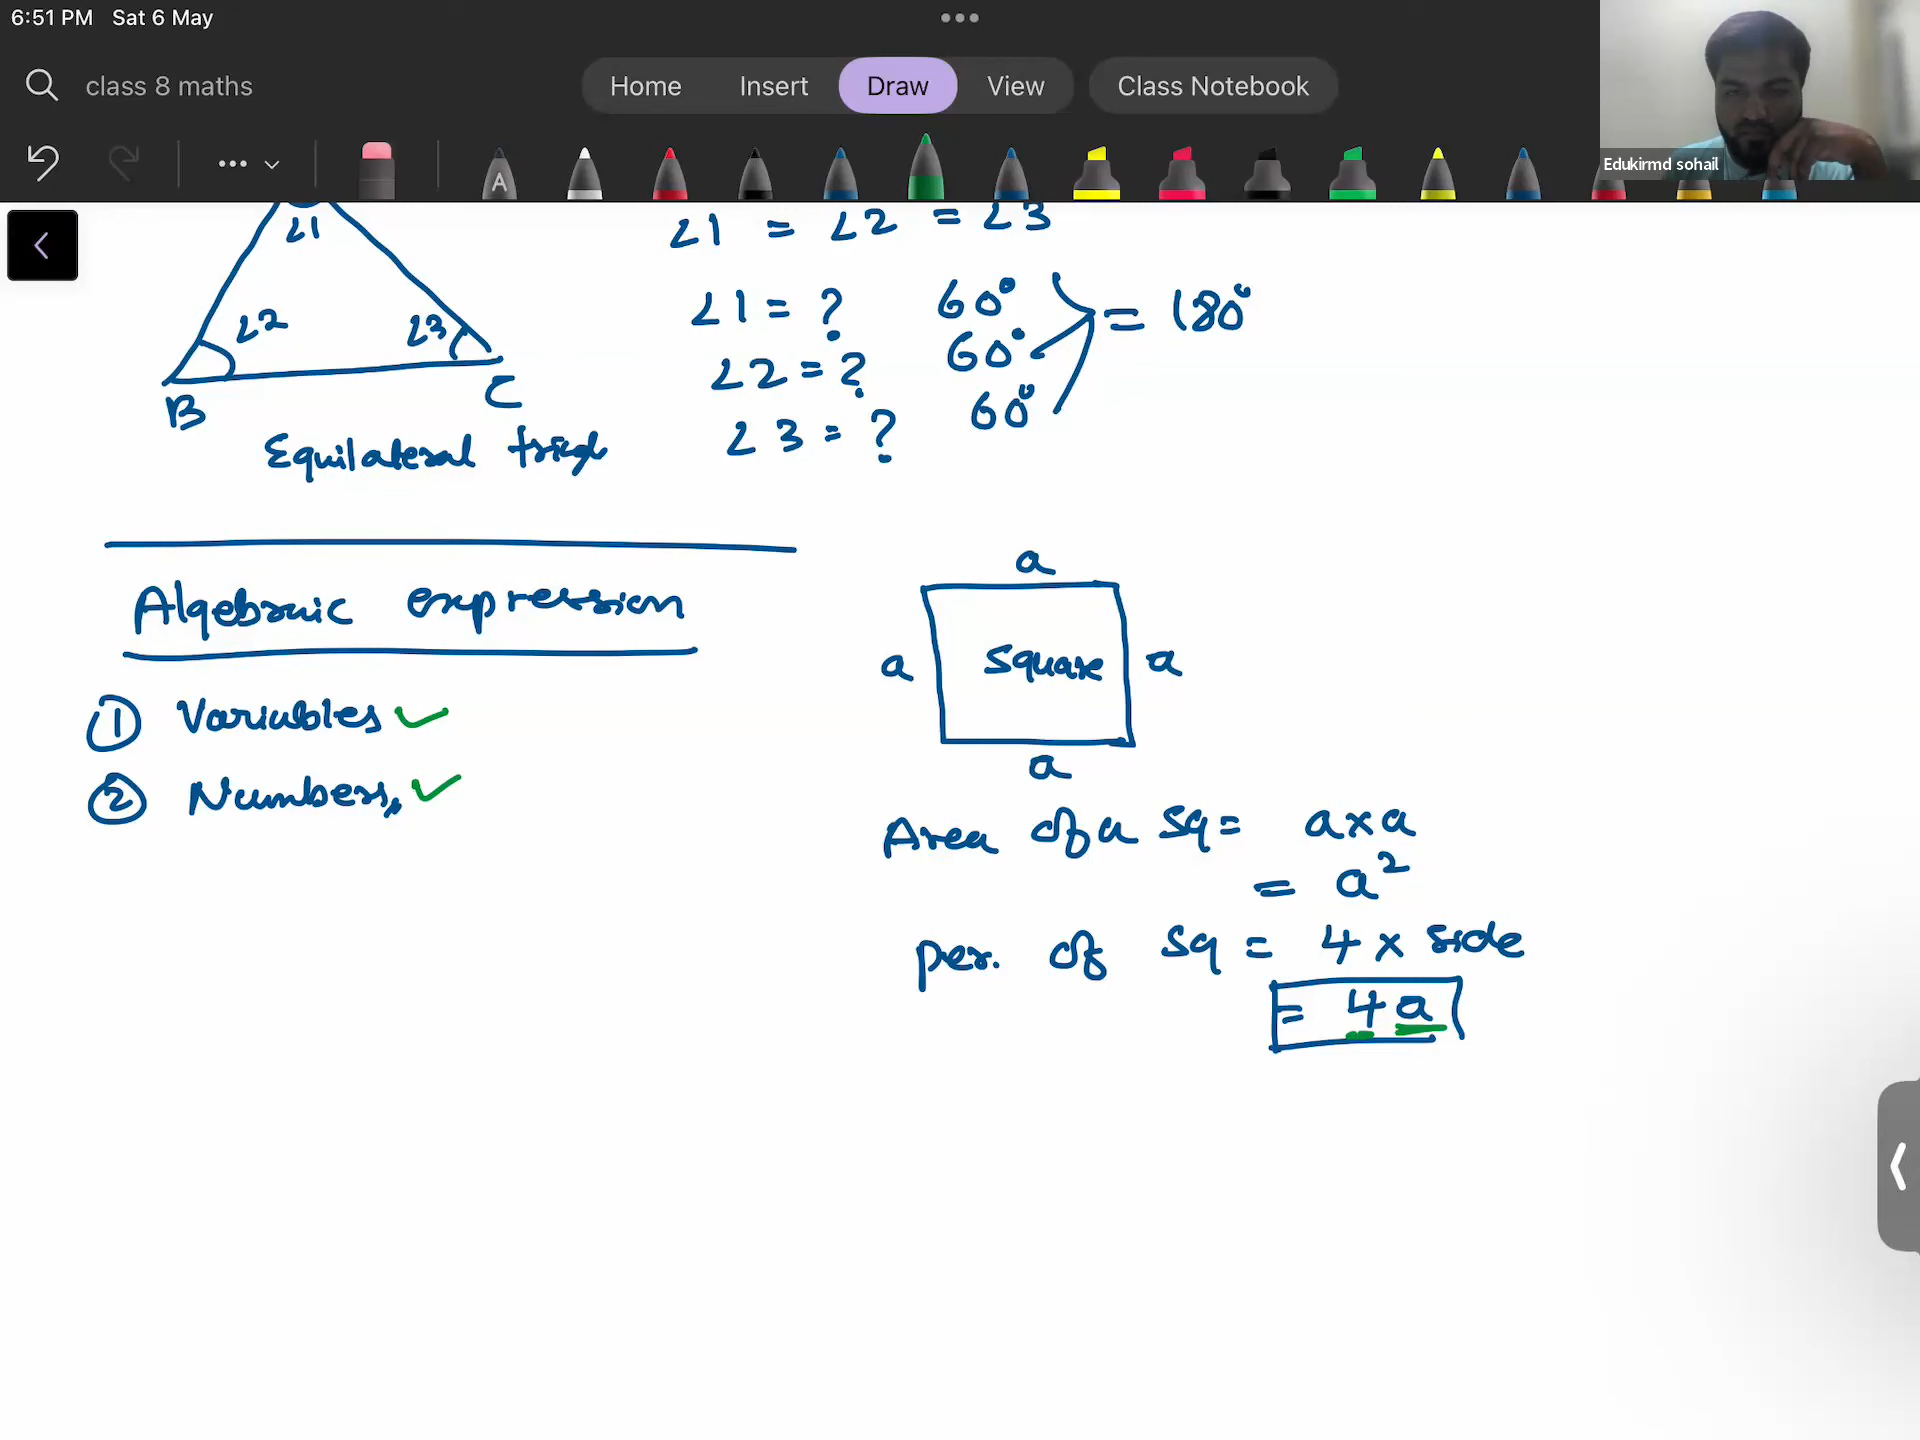 6:51 PM Sat 6 May
class 8 maths
Home Insert Draw View Class Notebook
A
Edukirmd sohail
∠1
∠1 = ∠2 = ∠3
∠2 ∠3
∠1 = ? 60°
∠2 = ? 60° = 180°
∠3 = ? 60°
B C
Equilateral
Algebraic expression
① Variables ✓
② Numbers, ✓
a
a square a
a
Area of a sq = a x a
= a²
per. of sq = 4 x side
= 4a